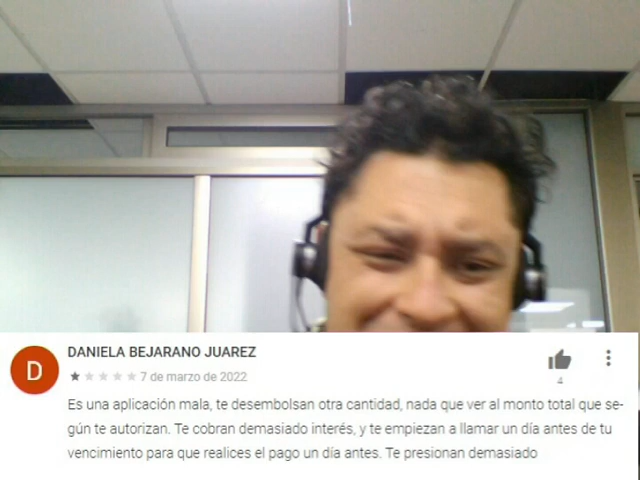 D
DANIELA BEJARANO JUAREZ
7 de marzo de 2022
4
Es una aplicación mala, te desembolsan otra cantidad, nada que ver al monto total que se-
gún te autorizan. Te cobran demasiado interés, y te empiezan a llamar un día antes de tu
vencimiento para que realices el pago un día antes. Te presionan demasiado